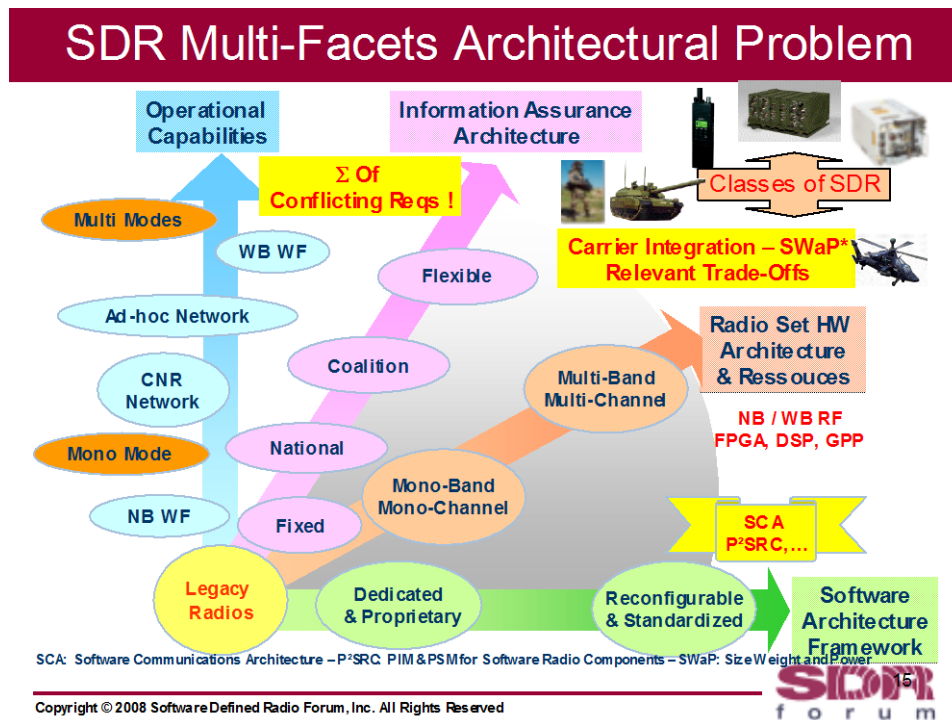 SDR Multi-Facets Architectural Problem
Operational
Capabilities
Information Assurance
Architecture
Σ Of
Conflicting Reqs !
Classes of SDR
Multi Modes
WB WF
Flexible
Carrier Integration – SWaP*
Relevant Trade-Offs
Ad-hoc Network
Radio Set HW
Architecture
& Ressouces
CNR
Network
Coalition
Multi-Band
Multi-Channel
NB / WB RF
FPGA, DSP, GPP
Mono Mode
National
Mono-Band
Mono-Channel
NB WF
Fixed
SCA
P²SRC,...
Legacy
Radios
Dedicated
& Proprietary
Reconfigurable
& Standardized
Software
Architecture
Framework
SCA: Software Communications Architecture – P²SRC: PIM & PSM for Software Radio Components – SWaP: Size Weight and Power
15
Copyright © 2008 Software Defined Radio Forum, Inc. All Rights Reserved
SDR
forum